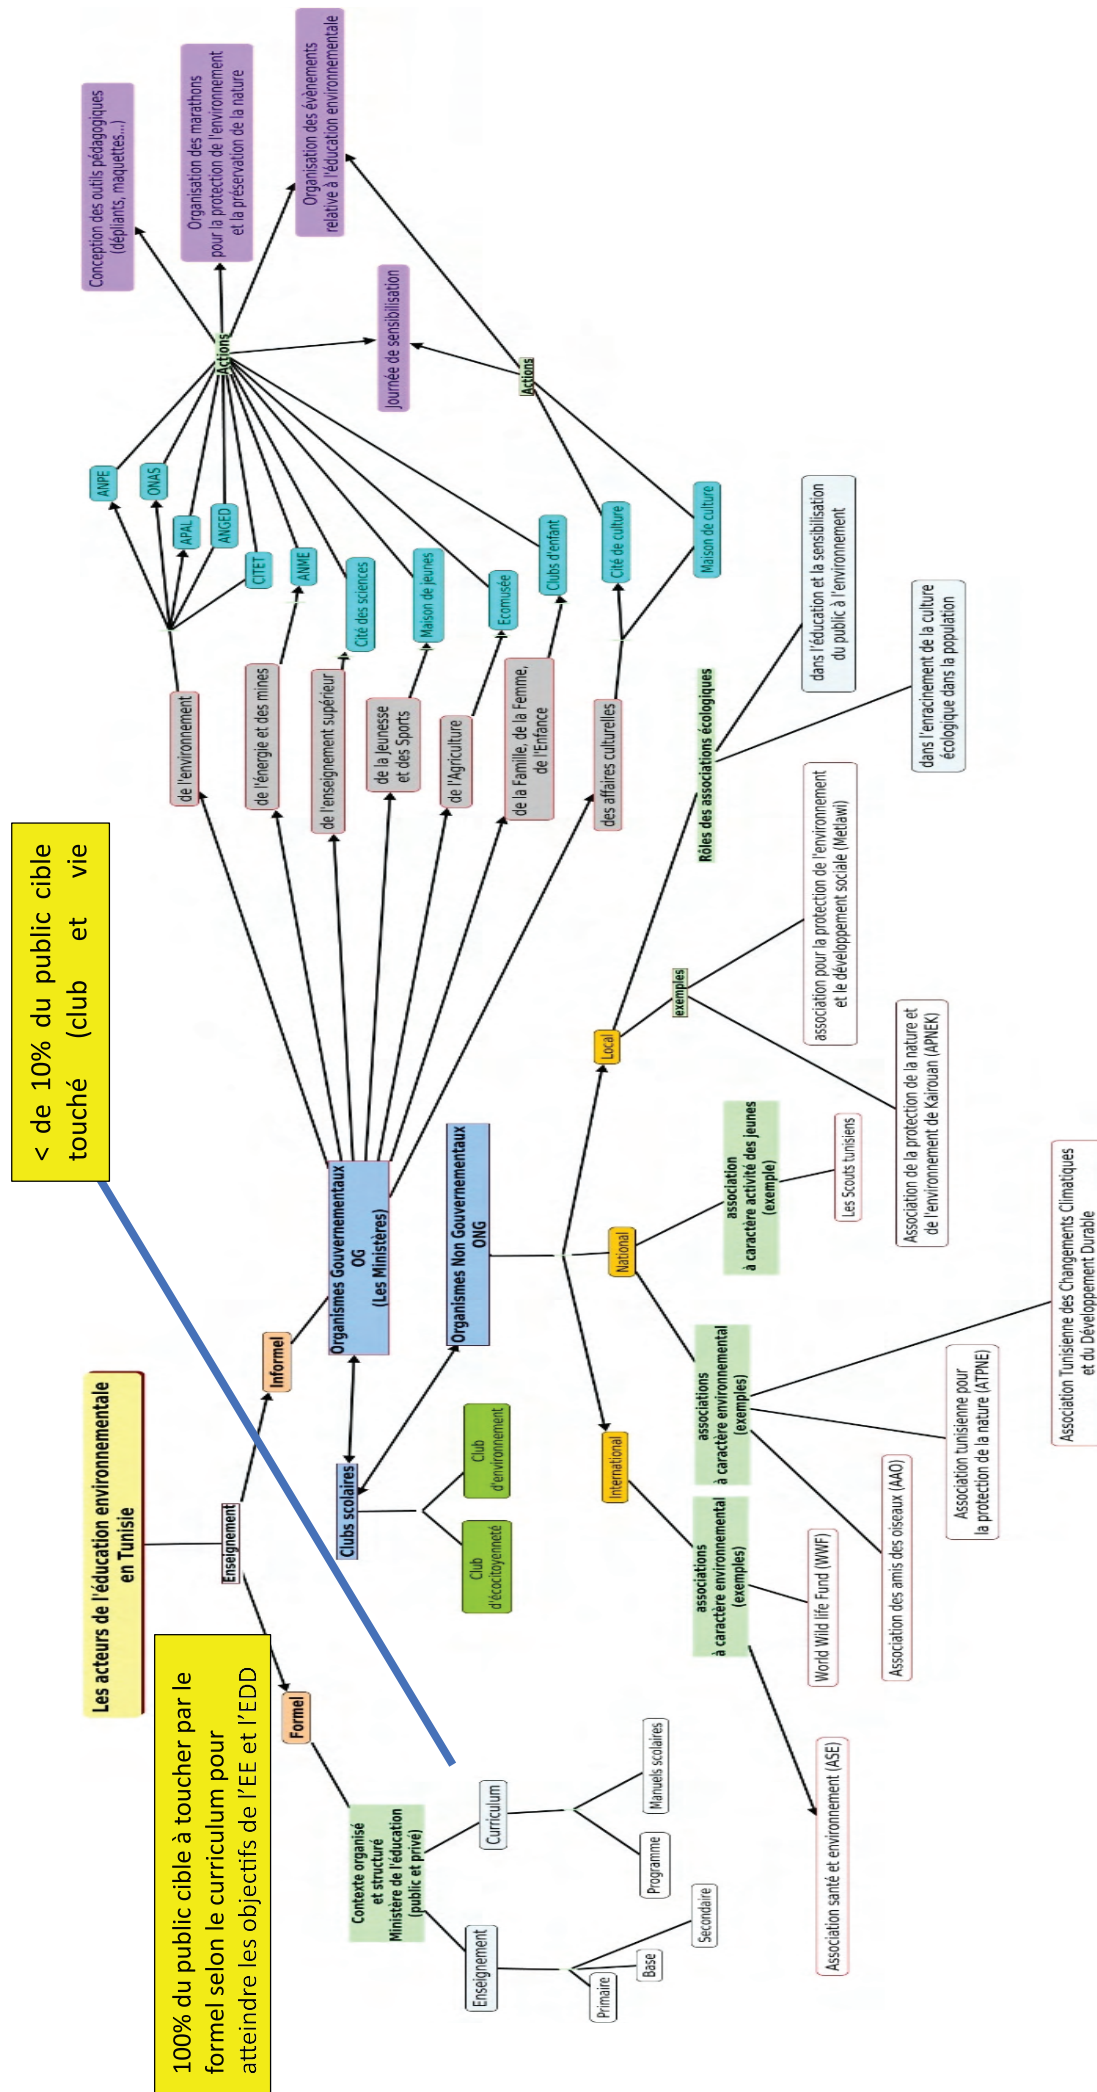 Les acteurs de l'éducation environnementale
en Tunisie
Enseignement
Formel
Informel
100% du public cible à toucher par le
formel selon le curriculum pour
atteindre les objectifs de l'EE et l'EDD
< de 10% du public cible
touché (club et vie
Contexte organisé
et structuré
Ministère de l'éducation
(public et privé)
Enseignement
Curriculum
Primaire
Base
Secondaire
Programme
Manuels scolaires
Clubs scolaires
Club
d'écocitoyenneté
Club
d'environnement
Organismes Gouvernementaux
OG
(Les Ministères)
Organismes Non Gouvernementaux
ONG
de l'environnement
de l'énergie et des mines
de l'enseignement supérieur
de la Jeunesse
et des Sports
de l'Agriculture
de la Famille, de la Femme,
de l'Enfance
des affaires culturelles
ANPE
ONAS
APAL
ANGED
CITET
ANME
Cité des sciences
Maison de jeunes
Ecomusée
Clubs d'enfant
Cité de culture
Maison de culture
Actions
Actions
Conception des outils pédagogiques
(dépliants, maquettes...)
Organisation des marathons
pour la protection de l'environnement
et la préservation de la nature
Organisation des évènements
relative à l'éducation environementale
Journée de sensibilisation
International
National
Local
associations
à caractère environmental
(exemples)
Association santé et environment (ASE)
World Wild life Fund (WWF)
associations
à caractère environmental
(exemples)
Association des amis des oiseaux (AAO)
Association tunisienne pour
la protection de la nature (ATPNE)
Association Tunisienne des Changements Climatiques
et du Développement Durable
association
à caractère activité des jeunes
(exemple)
Les Scouts tunisiens
exemples
Association de la protection de la nature et
de l'environnement de Kairouan (APNEK)
association pour la protection de l'environnement
et le développement sociale (Metlawi)
Rôles des associations écologiques
dans l'éducation et la sensibilisation
du public à l'environnement
dans l'enracinement de la culture
écologique dans la population